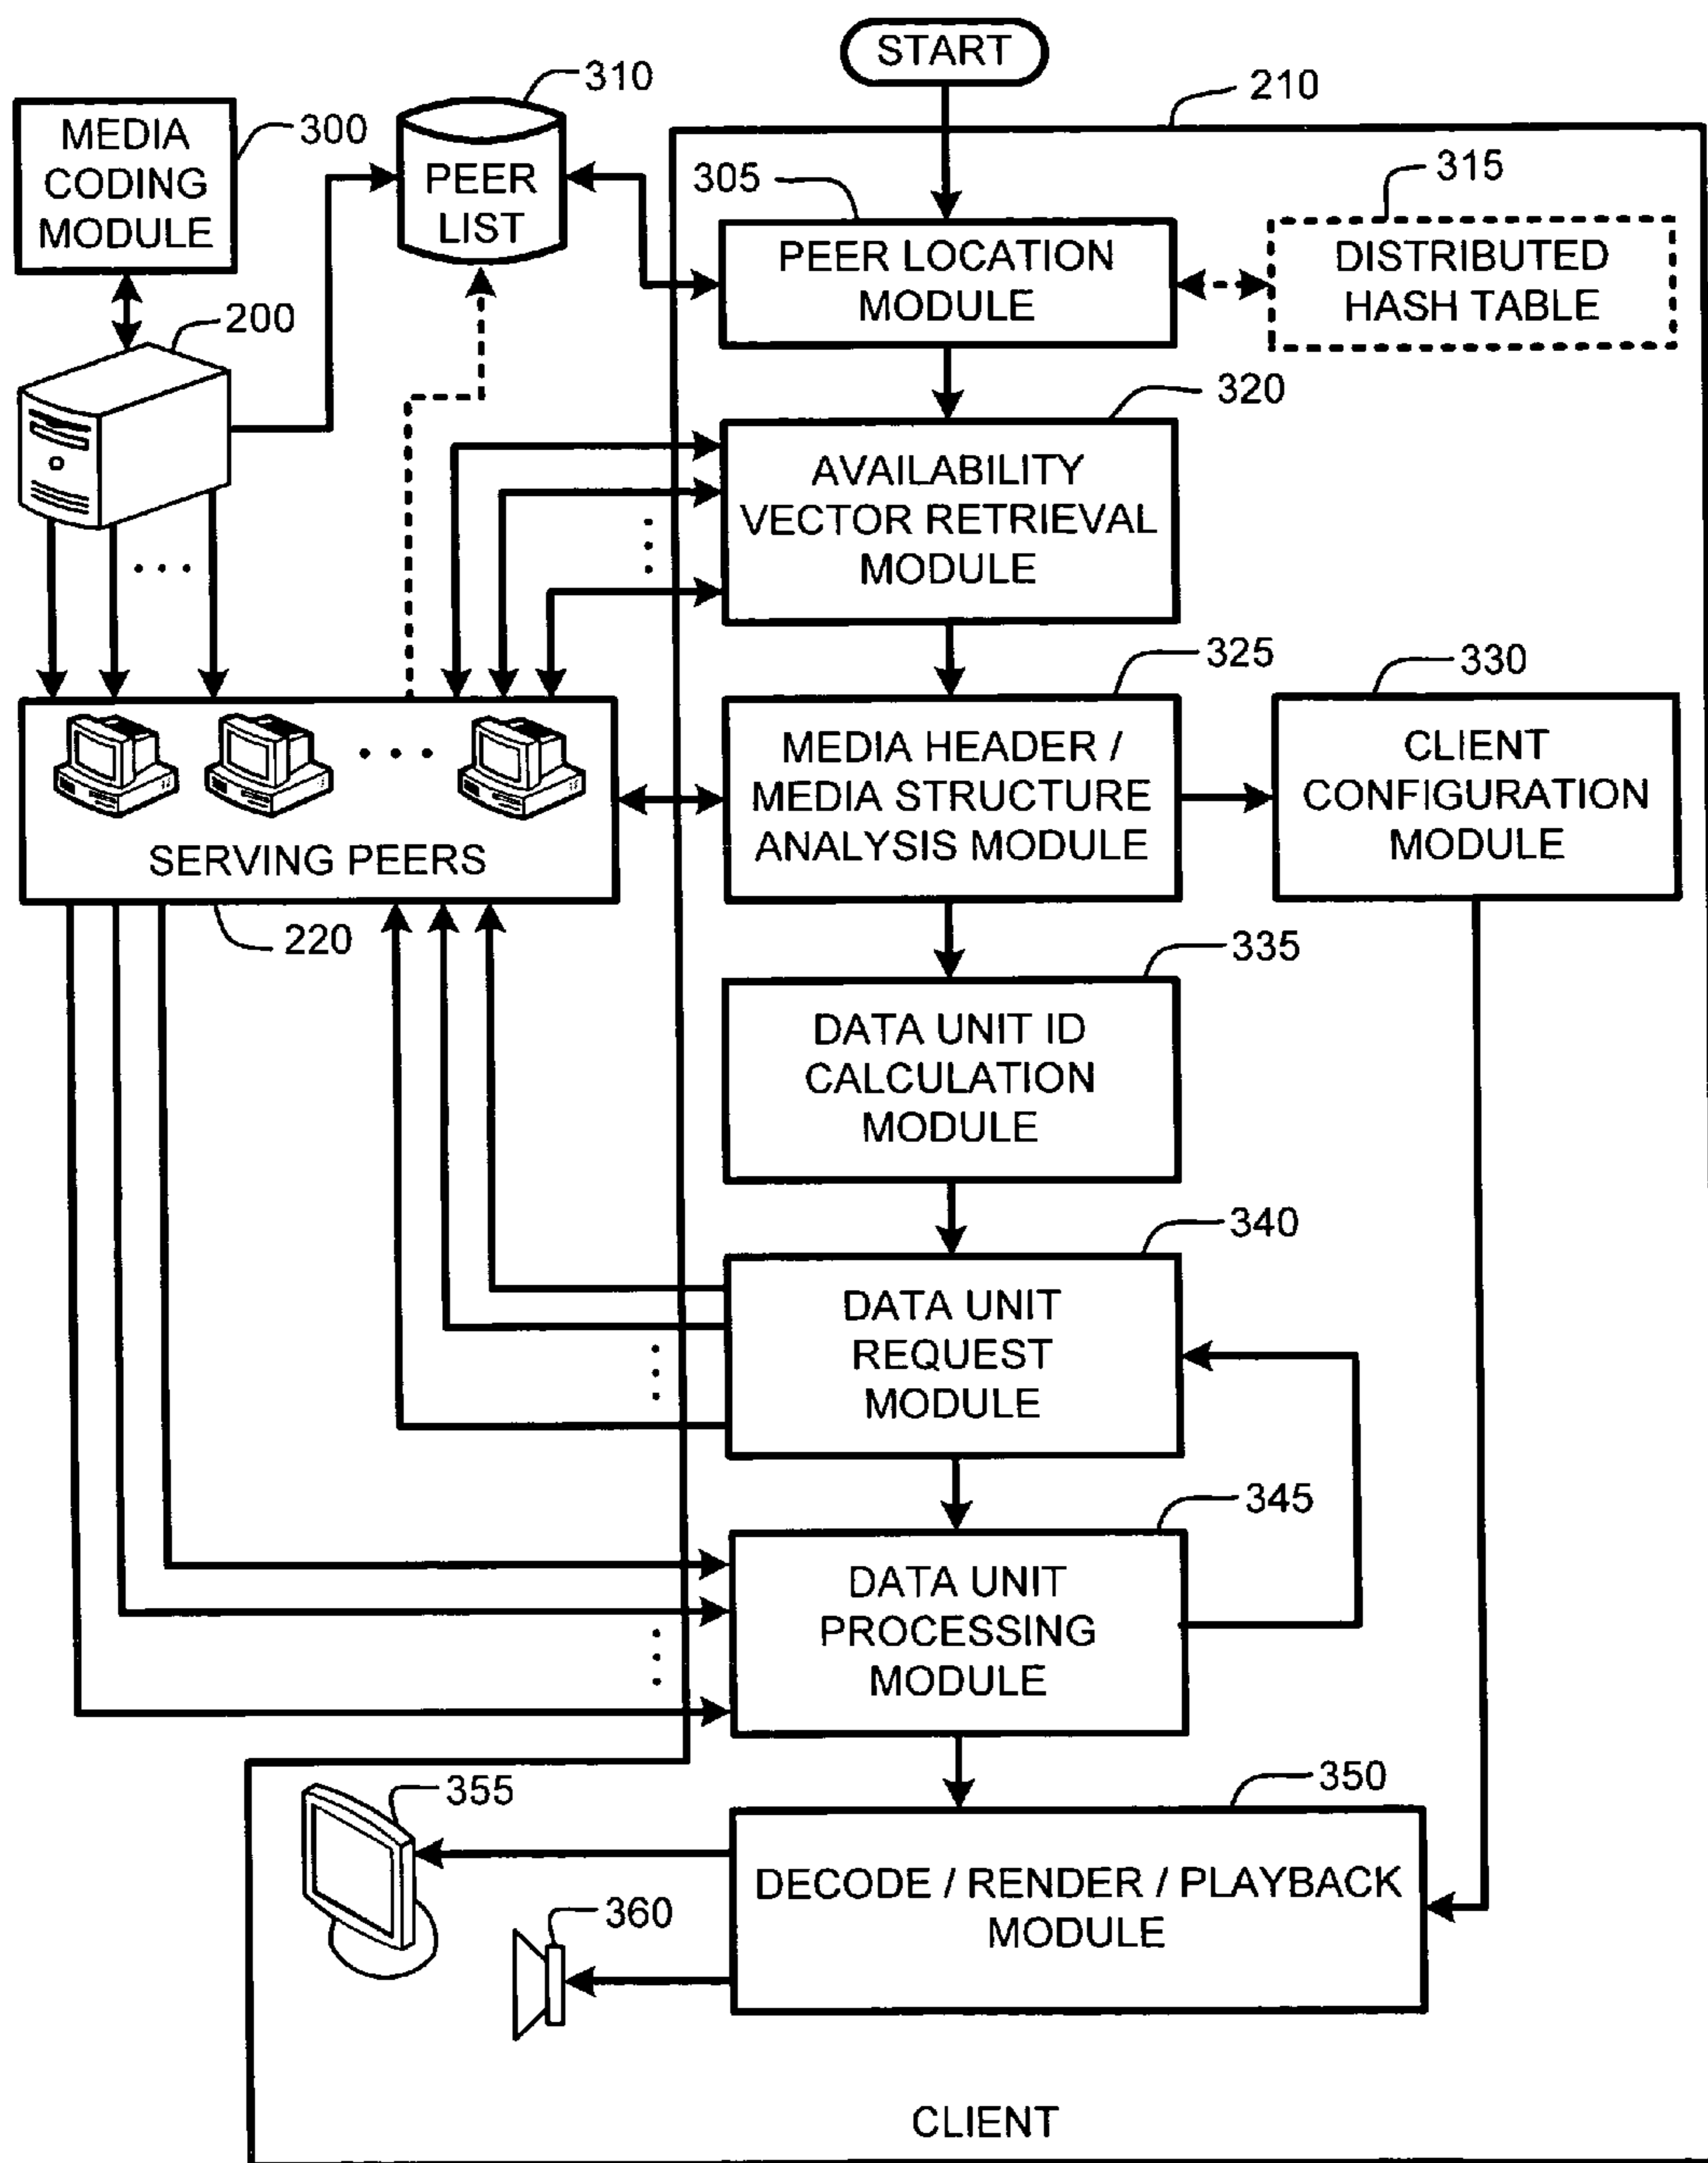 START
310
210
MEDIA
CODING
MODULE
300
PEER
LIST
305
315
PEER LOCATION
MODULE
DISTRIBUTED
HASH TABLE
200
320
AVAILABILITY
VECTOR RETRIEVAL
MODULE
325
330
MEDIA HEADER /
MEDIA STRUCTURE
ANALYSIS MODULE
CLIENT
CONFIGURATION
MODULE
SERVING PEERS
220
335
DATA UNIT ID
CALCULATION
MODULE
340
DATA UNIT
REQUEST
MODULE
345
DATA UNIT
PROCESSING
MODULE
355
350
DECODE / RENDER / PLAYBACK
MODULE
360
CLIENT